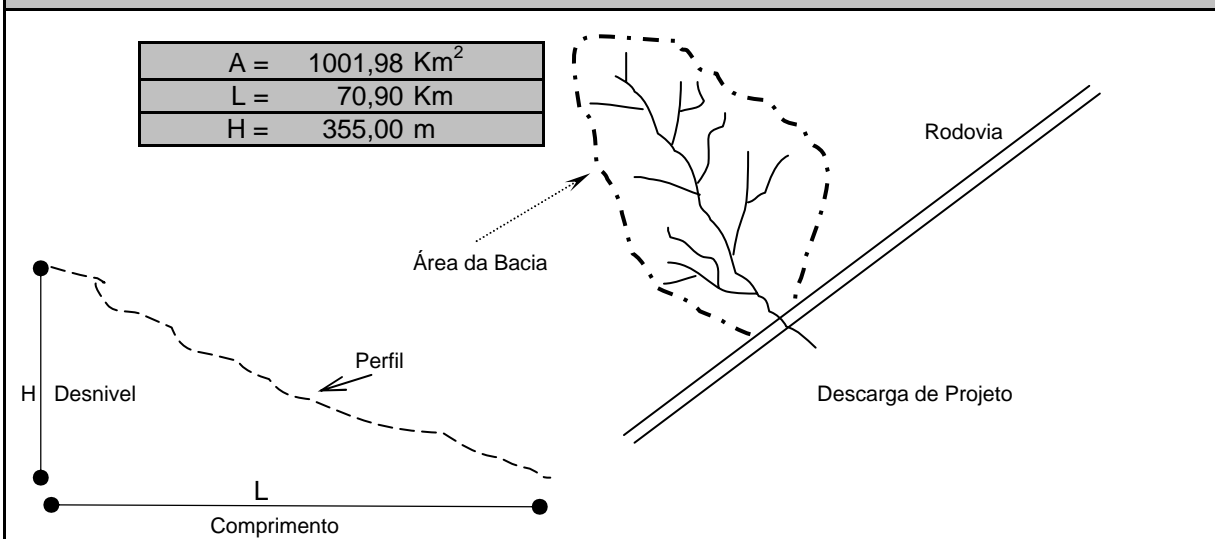 A = 1001,98 Km²
L = 70,90 Km
H = 355,00 m
Rodovia
Área da Bacia
Perfil
H Desnivel
Descarga de Projeto
L
Comprimento